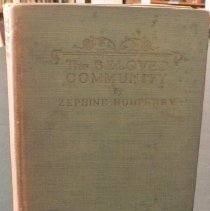 The BELOVED
COMMUNITY
By
ZEPHINE HUMPHREY